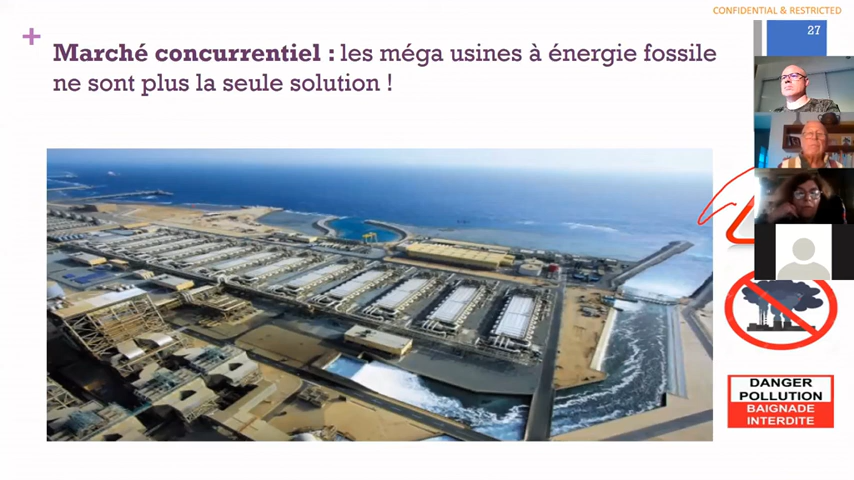 CONFIDENTIAL & RESTRICTED
27
+
Marché concurrentiel : les méga usines à énergie fossile
ne sont plus la seule solution !
DANGER
POLLUTION
BAIGNADE
INTERDITE